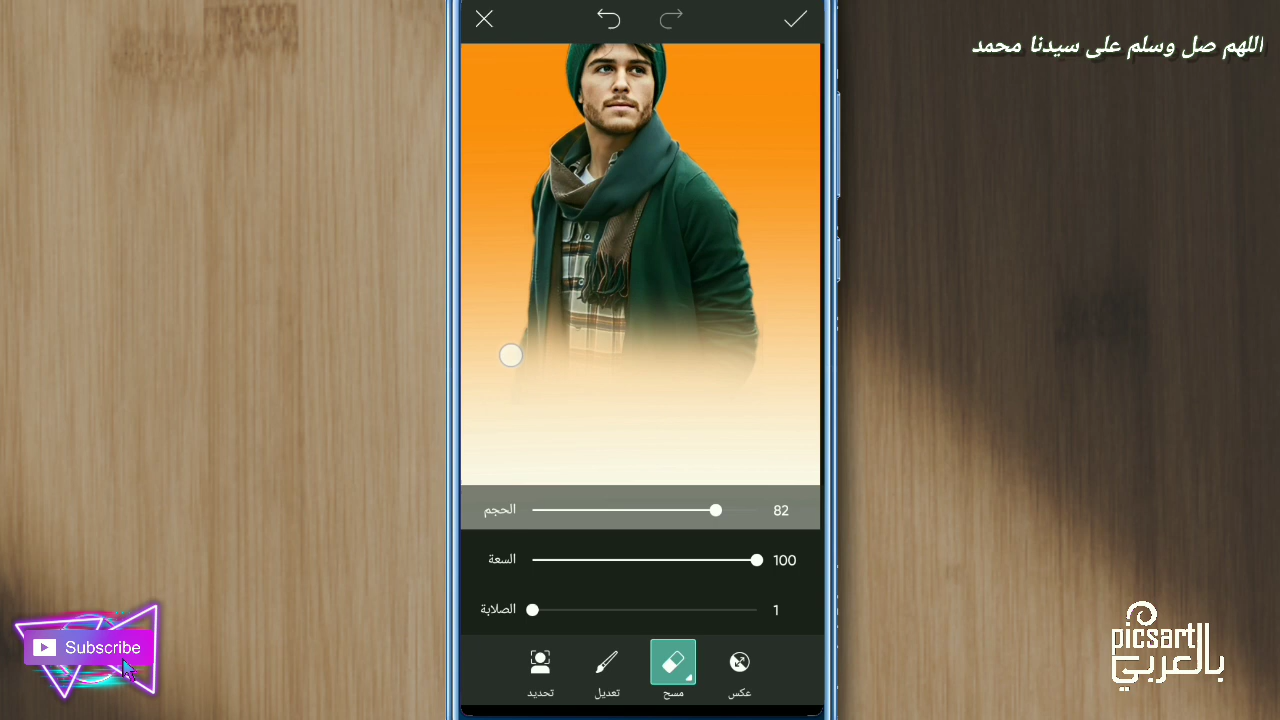 اللهم صل وسلم على سيدنا محمد
الحجم 82
السعة 100
الصلابة 1
تحديد
تعديل
مسح
عكس
Subscribe
picsart
بالعربي